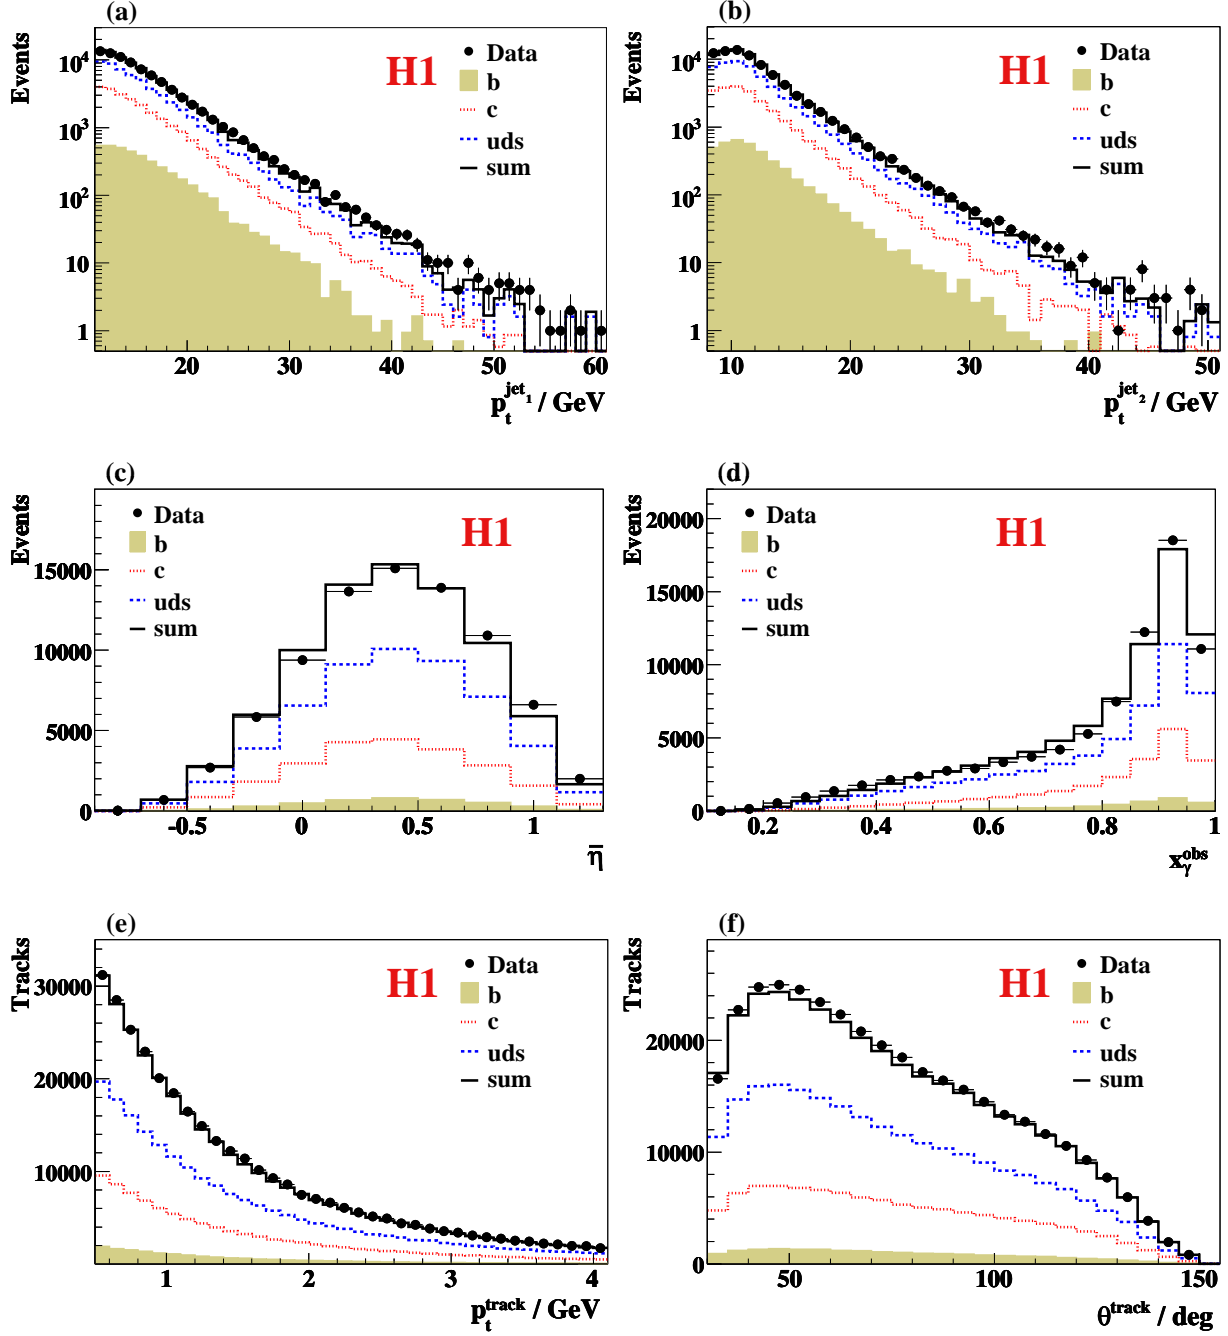 (a)
Events
10⁴
10³
10²
10
1
H1
Data
b
c
uds
sum
20 30 40 50 60
p_t^{jet_1} / GeV
(b)
Events
10⁴
10³
10²
10
1
H1
Data
b
c
uds
sum
10 20 30 40 50
p_t^{jet_2} / GeV
(c)
Events
15000
10000
5000
0
H1
Data
b
c
uds
sum
-0.5 0 0.5 1
η̅
(d)
Events
20000
15000
10000
5000
0
H1
Data
b
c
uds
sum
0.2 0.4 0.6 0.8 1
x_γ^{obs}
(e)
Tracks
30000
20000
10000
H1
Data
b
c
uds
sum
1 2 3 4
p_t^{track} / GeV
(f)
Tracks
20000
10000
0
H1
Data
b
c
uds
sum
50 100 150
θ^{track} / deg